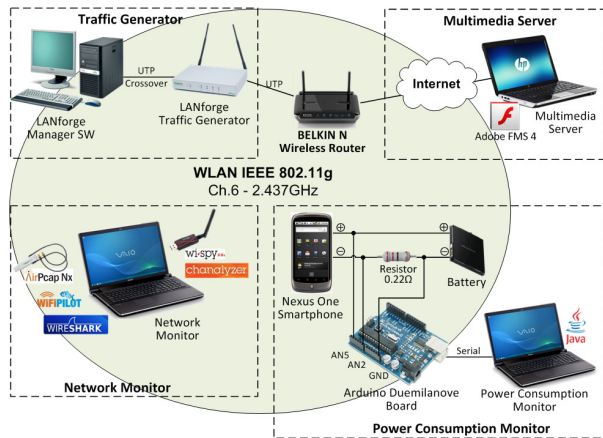 Traffic Generator
UTP
Crossover
LANforge
Manager SW
LANforge
Traffic Generator
UTP
BELKIN N
Wireless Router
Internet
Multimedia Server
hp
Adobe FMS 4
Multimedia
Server
WLAN IEEE 802.11g
Ch.6 - 2.437GHz
AirPcap Nx
WIFIPILOT
WIRESHARK
VAIO
wi-spy
chanalyzer
Network
Monitor
Network Monitor
Nexus One
Smartphone
Resistor
0.22Ω
Battery
AN5
AN2
GND
Serial
Arduino Duemilanove
Board
VAIO
Java
Power Consumption
Monitor
Power Consumption Monitor